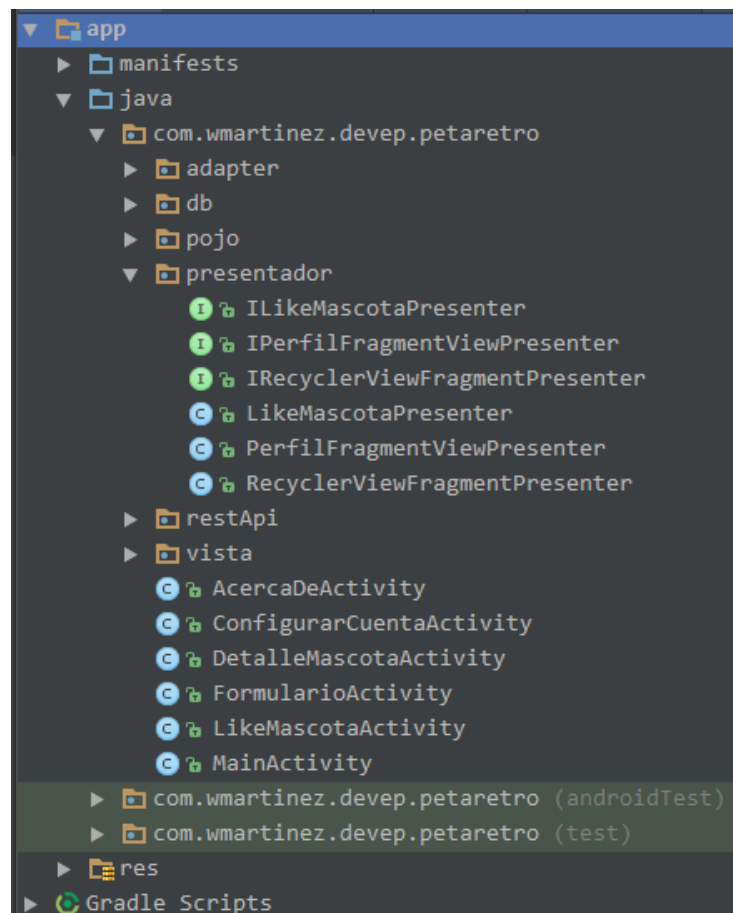 app
manifests
java
com.wmartinez.devep.petaretro
adapter
db
pojo
presentador
I ILikeMascotaPresenter
I IPerfilFragmentViewPresenter
I IRecyclerViewFragmentPresenter
C LikeMascotaPresenter
C PerfilFragmentViewPresenter
C RecyclerViewFragmentPresenter
restApi
vista
C AcercaDeActivity
C ConfigurarCuentaActivity
C DetalleMascotaActivity
C FormularioActivity
C LikeMascotaActivity
C MainActivity
com.wmartinez.devep.petaretro (androidTest)
com.wmartinez.devep.petaretro (test)
res
Gradle Scripts